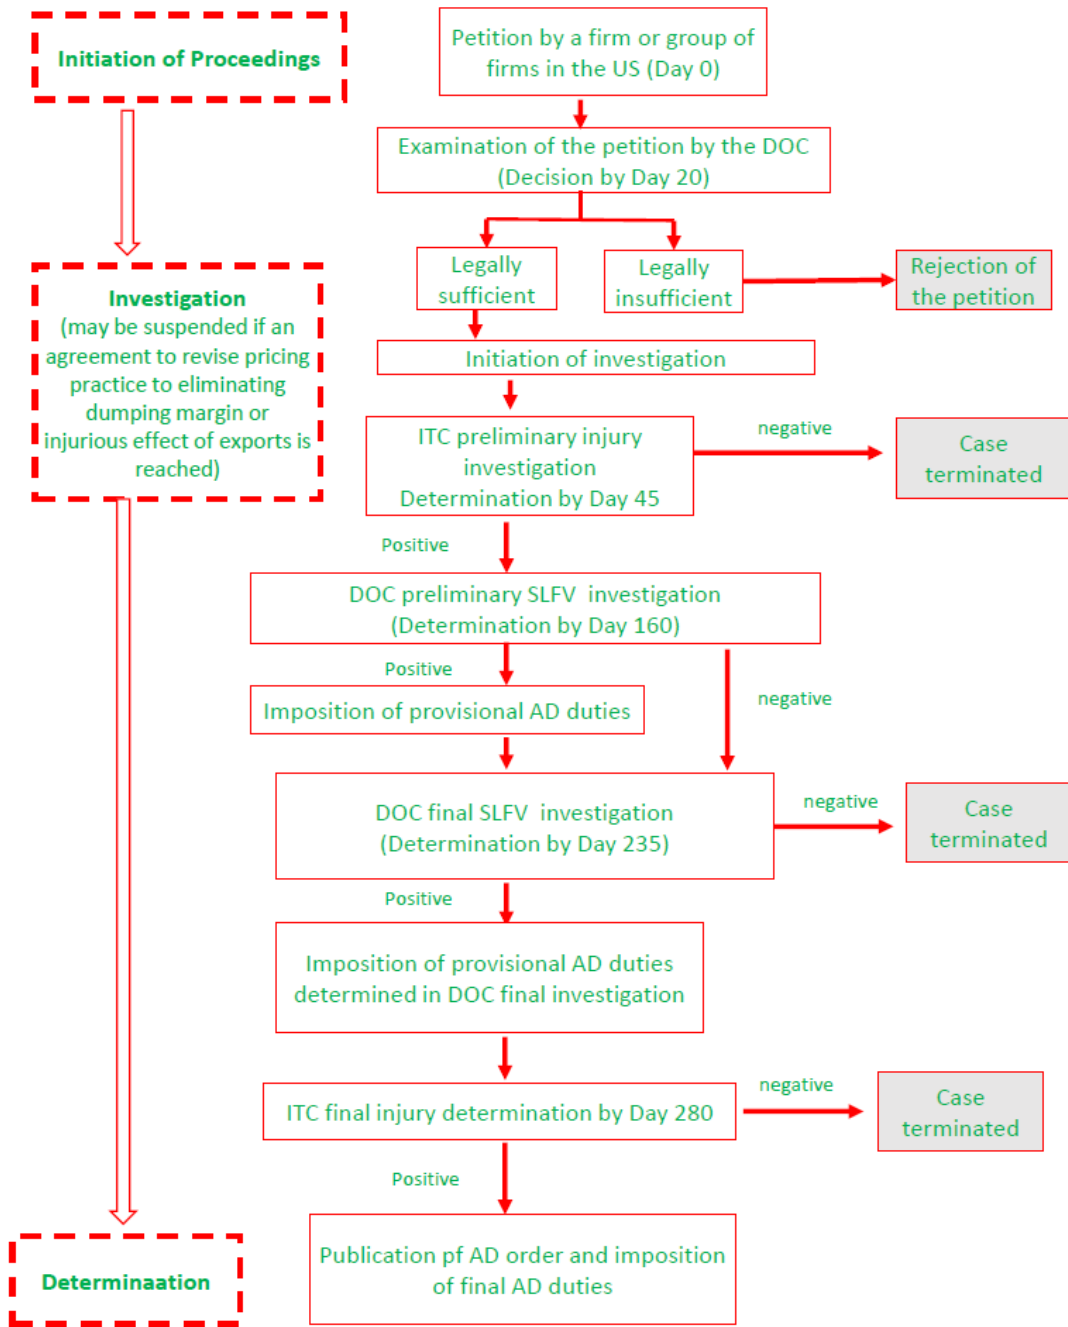 Initiation of Proceedings
Petition by a firm or group of
firms in the US (Day 0)
Examination of the petition by the DOC
(Decision by Day 20)
Legally
sufficient
Legally
insufficient
Rejection of
the petition
Investigation
(may be suspended if an
agreement to revise pricing
practice to eliminating
dumping margin or
injurious effect of exports is
reached)
Initiation of investigation
ITC preliminary injury
investigation
Determination by Day 45
negative
Case
terminated
Positive
DOC preliminary SLFV investigation
(Determination by Day 160)
Positive
negative
Imposition of provisional AD duties
DOC final SLFV investigation
(Determination by Day 235)
negative
Case
terminated
Positive
Imposition of provisional AD duties
determined in DOC final investigation
ITC final injury determination by Day 280
negative
Case
terminated
Positive
Publication pf AD order and imposition
of final AD duties
Determinaation